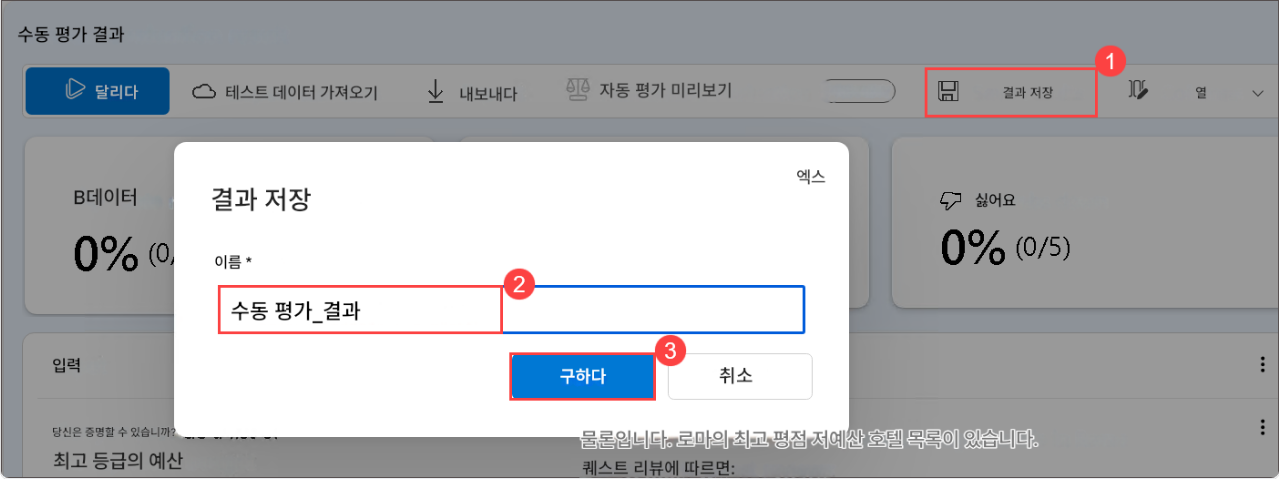 수동 평가 결과
달리다
테스트 데이터 가져오기
내보내다
자동 평가 미리보기
결과 저장
열
1
B데이터
0% (0/
싫어요
0% (0/5)
결과 저장
엑스
이름 *
수동 평가_결과
2
구하다
3
취소
입력
당신은 증명할 수 있습니까?
최고 등급의 예산
물론입니다. 로마의 최고 평점 저예산 호텔 목록이 있습니다.
퀘스트 리뷰에 따르면: